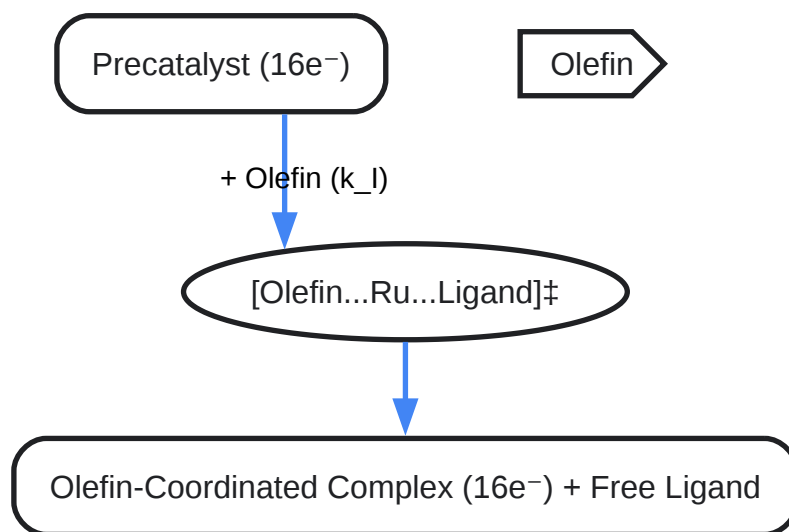 Precatalyst (16e⁻)
Olefin
+ Olefin (k_I)
[Olefin...Ru...Ligand]‡
Olefin-Coordinated Complex (16e⁻) + Free Ligand